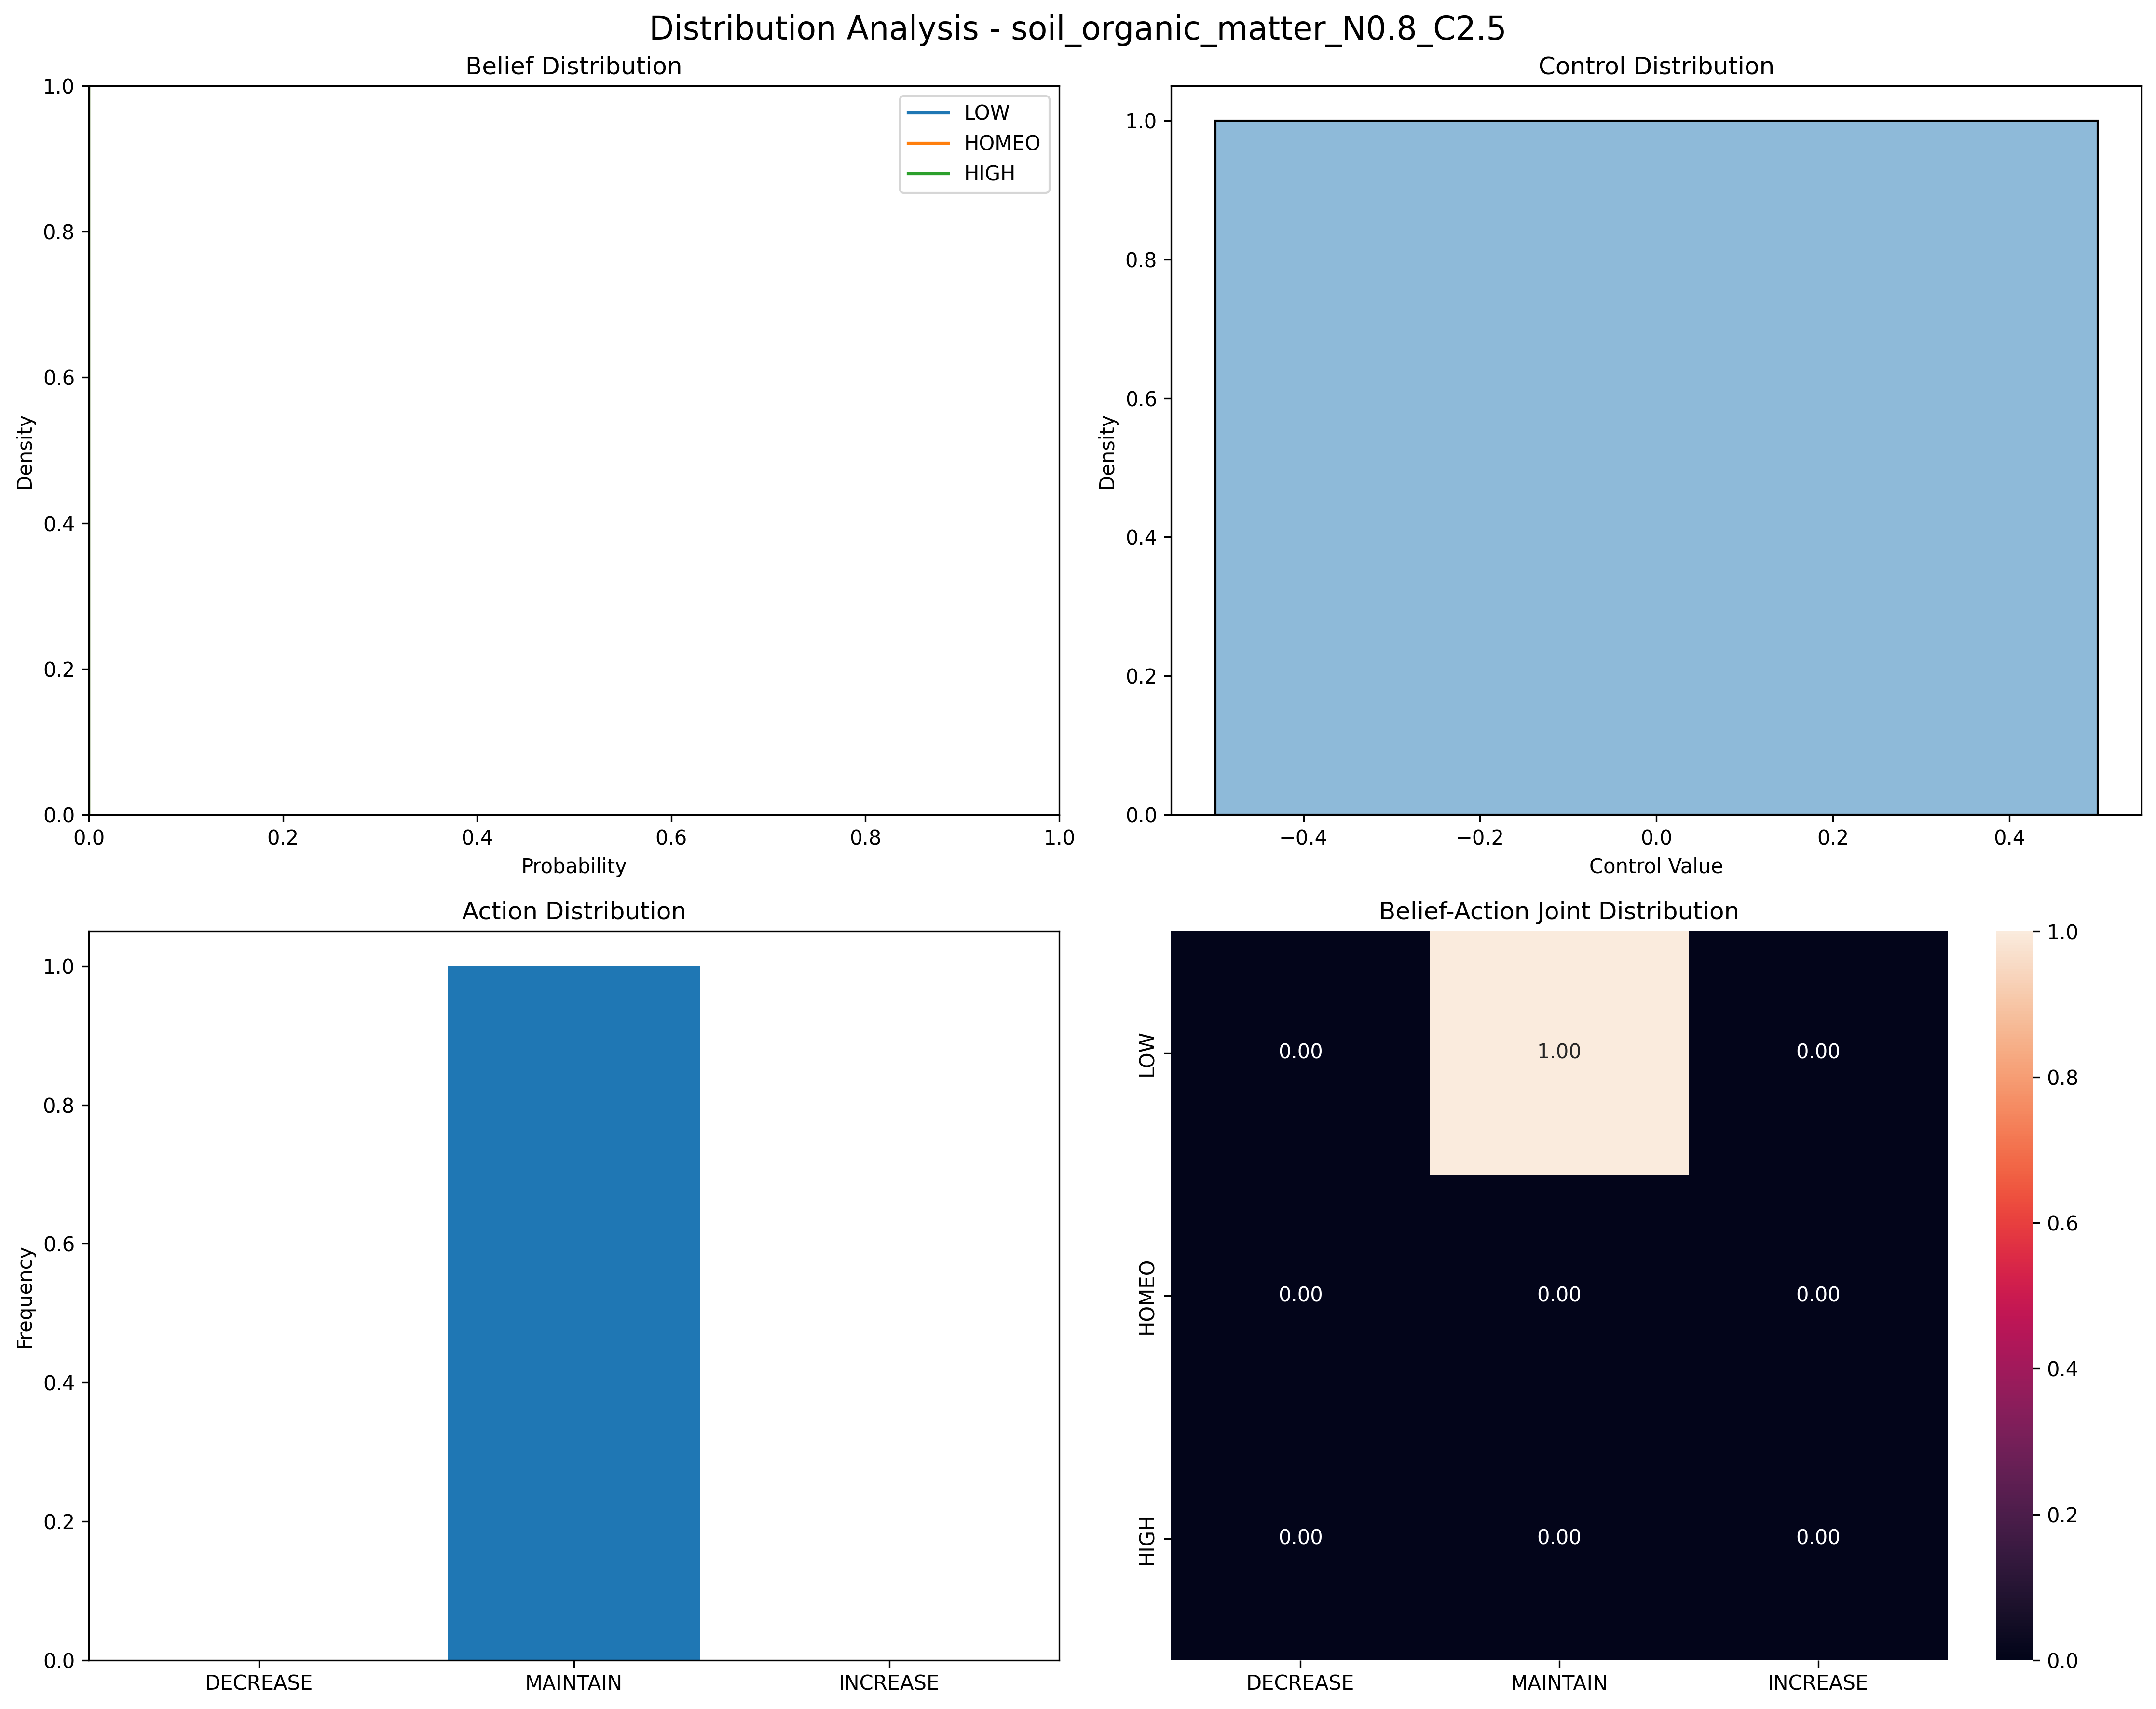 Distribution Analysis - soil_organic_matter_N0.8_C2.5
Belief Distribution
1.0
0.8
0.6
0.4
0.2
0.0
Density
0.0 0.2 0.4 0.6 0.8 1.0
Probability
LOW
HOMEO
HIGH
Control Distribution
1.0
0.8
0.6
0.4
0.2
0.0
Density
−0.4 −0.2 0.0 0.2 0.4
Control Value
Action Distribution
1.0
0.8
0.6
0.4
0.2
0.0
Frequency
DECREASE MAINTAIN INCREASE
Belief-Action Joint Distribution
LOW
0.00 1.00 0.00
HOMEO
0.00 0.00 0.00
HIGH
0.00 0.00 0.00
DECREASE MAINTAIN INCREASE
1.0
0.8
0.6
0.4
0.2
0.0